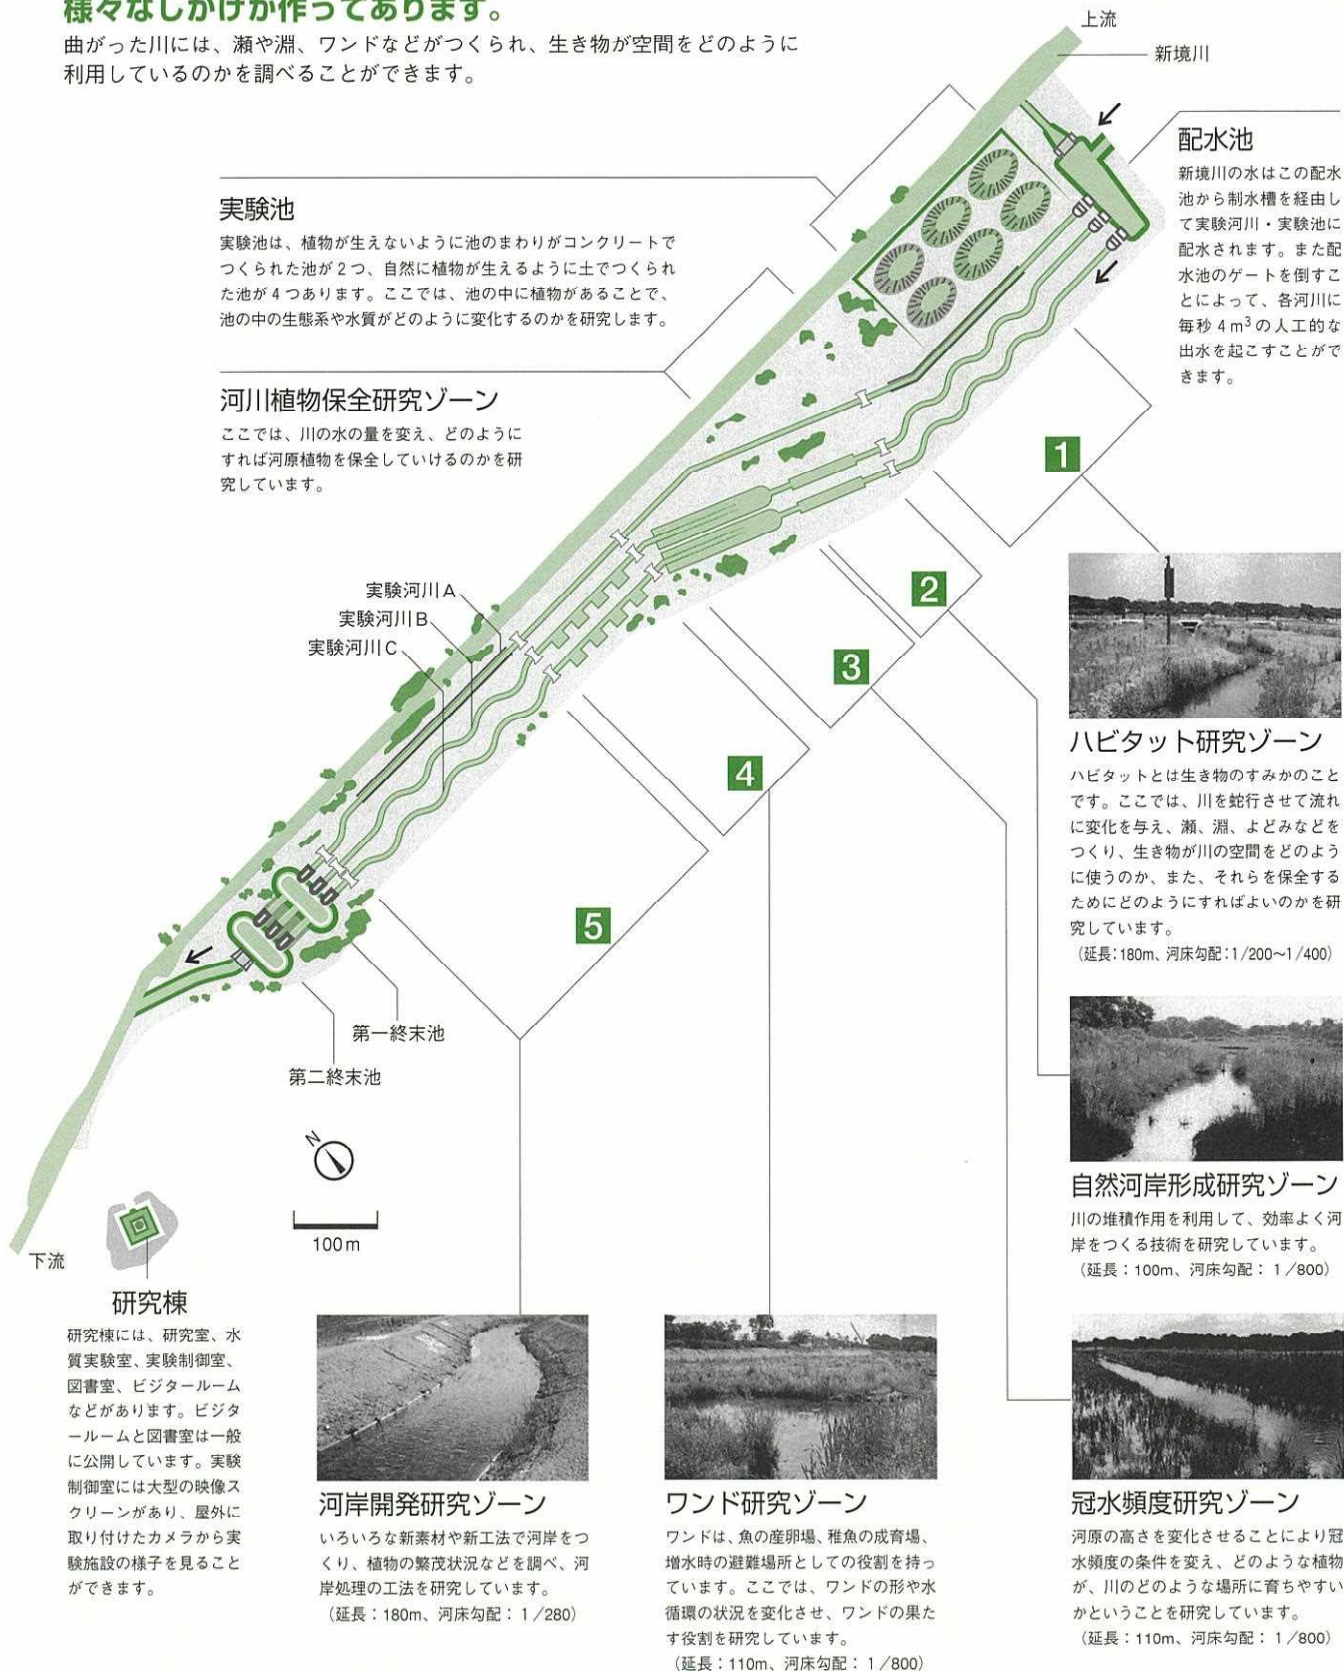 様々なしかけが作ってあります。
曲がった川には、瀬や淵、ワンドなどがつくられ、生き物が空間をどのように
利用しているのかを調べることができます。
上流
新境川
配水池
新境川の水はこの配水
池から制水槽を経由し
て実験河川・実験池に
配水されます。また配
水池のゲートを倒すこ
とによって、各河川に
毎秒4m³の人工的な
出水を起こすことがで
きます。
実験池
実験池は、植物が生えないように池のまわりがコンクリートで
つくられた池が2つ、自然に植物が生えるように土でつくられ
た池が4つあります。ここでは、池の中に植物があることで、
池の中の生態系や水質がどのように変化するのかを研究します。
河川植物保全研究ゾーン
ここでは、川の水の量を変え、どのように
すれば河原植物を保全していけるのかを研
究しています。
実験河川A
実験河川B
実験河川C
1
2
3
4
5
ハビタット研究ゾーン
ハビタットとは生き物のすみかのこと
です。ここでは、川を蛇行させて流れ
に変化を与え、瀬、淵、よどみなどを
つくり、生き物が川の空間をどのよう
に使うのか、また、それらを保全する
ためにどのようにすればよいのかを研
究しています。
（延長：180m、河床勾配：1/200〜1/400）
第一終末池
第二終末池
N
100m
下流
自然河岸形成研究ゾーン
川の堆積作用を利用して、効率よく河
岸をつくる技術を研究しています。
（延長：100m、河床勾配：1／800）
研究棟
研究棟には、研究室、水
質実験室、実験制御室、
図書室、ビジタールーム
などがあります。ビジタ
ールームと図書室は一般
に公開しています。実験
制御室には大型の映像ス
クリーンがあり、屋外に
取り付けたカメラから実
験施設の様子を見ること
ができます。
河岸開発研究ゾーン
いろいろな新素材や新工法で河岸をつ
くり、植物の繁茂状況などを調べ、河
岸処理の工法を研究しています。
（延長：180m、河床勾配：1／280）
ワンド研究ゾーン
ワンドは、魚の産卵場、稚魚の成育場、
増水時の避難場所としての役割を持っ
ています。ここでは、ワンドの形や水
循環の状況を変化させ、ワンドの果た
す役割を研究しています。
（延長：110m、河床勾配：1／800）
冠水頻度研究ゾーン
河原の高さを変化させることにより冠
水頻度の条件を変え、どのような植物
が、川のどのような場所に育ちやすい
かということを研究しています。
（延長：110m、河床勾配：1／800）